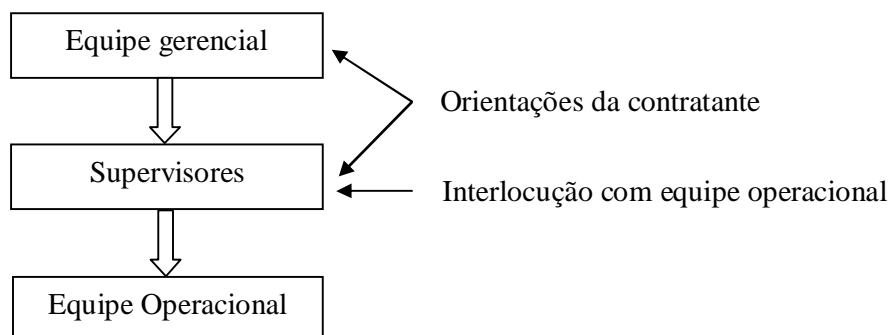 Equipe gerencial
Orientações da contratante
Supervisores
Interlocução com equipe operacional
Equipe Operacional